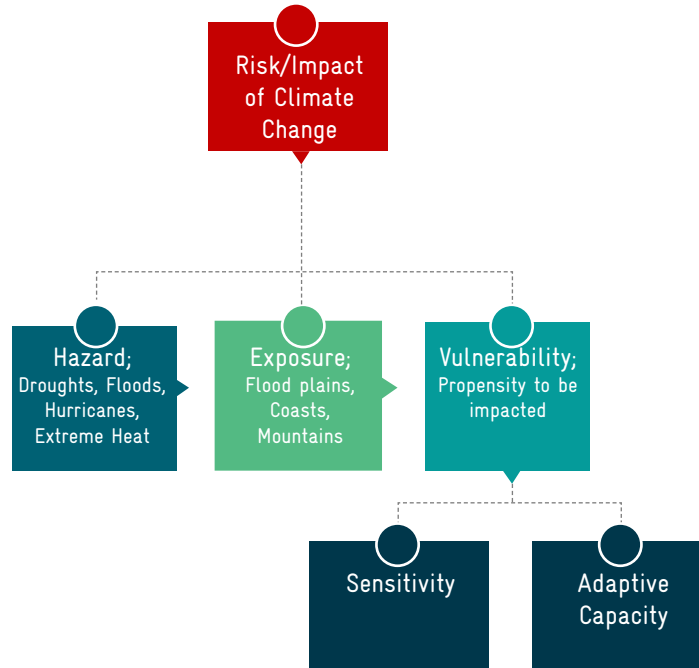 Risk/Impact
of Climate
Change
Hazard;
Droughts, Floods,
Hurricanes,
Extreme Heat
Exposure;
Flood plains,
Coasts,
Mountains
Vulnerability;
Propensity to be
impacted
Sensitivity
Adaptive
Capacity